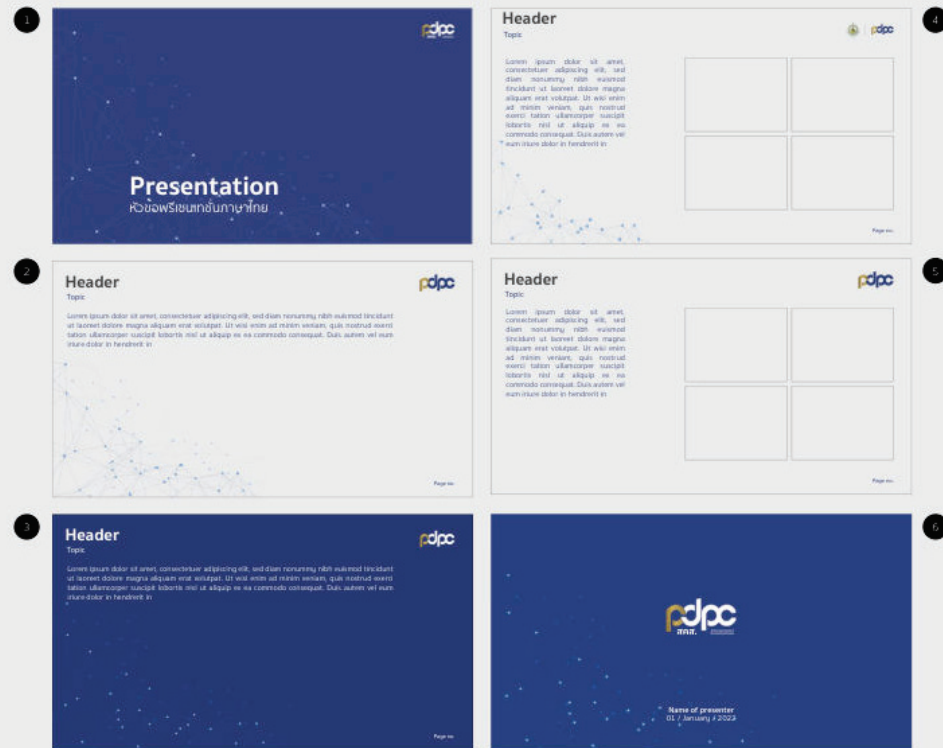 1
pdpc
สคส.
Presentation
หัวข้อพรีเซนเทชั่นภาษาไทย
2
Header
pdpc
Topic
Lorem ipsum dolor sit amet, consectetuer adipiscing elit, sed diam nonummy nibh euismod tincidunt
ut laoreet dolore magna aliquam erat volutpat. Ut wisi enim ad minim veniam, quis nostrud exerci
tation ullamcorper suscipit lobortis nisl ut aliquip ex ea commodo consequat. Duis autem vel eum
iriure dolor in hendrerit in
Page no.
3
Header
pdpc
Topic
Lorem ipsum dolor sit amet, consectetuer adipiscing elit, sed diam nonummy nibh euismod tincidunt
ut laoreet dolore magna aliquam erat volutpat. Ut wisi enim ad minim veniam, quis nostrud exerci
tation ullamcorper suscipit lobortis nisl ut aliquip ex ea commodo consequat. Duis autem vel eum
iriure dolor in hendrerit in
Page no.
4
Header
pdpc
Topic
Lorem ipsum dolor sit amet,
consectetuer adipiscing elit, sed
diam nonummy nibh euismod
tincidunt ut laoreet dolore magna
aliquam erat volutpat. Ut wisi enim
ad minim veniam, quis nostrud
exerci tation ullamcorper suscipit
lobortis nisl ut aliquip ex ea
commodo consequat. Duis autem vel
eum iriure dolor in hendrerit in
Page no.
5
Header
pdpc
Topic
Lorem ipsum dolor sit amet,
consectetuer adipiscing elit, sed
diam nonummy nibh euismod
tincidunt ut laoreet dolore magna
aliquam erat volutpat. Ut wisi enim
ad minim veniam, quis nostrud
exerci tation ullamcorper suscipit
lobortis nisl ut aliquip ex ea
commodo consequat. Duis autem vel
eum iriure dolor in hendrerit in
Page no.
6
pdpc
สคส.
Name of presenter
01 / January / 2023